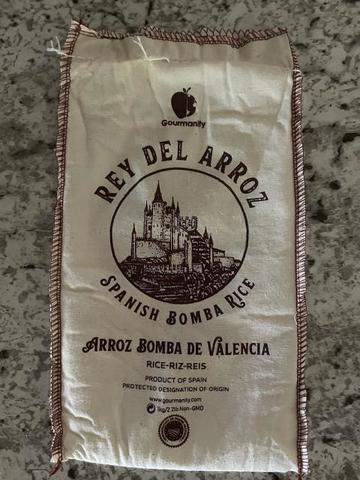 Gourmanity
REY DEL ARROZ
SPANISH BOMBA RICE
ARROZ BOMBA DE VALENCIA
RICE-RIZ-REIS
PRODUCT OF SPAIN
PROTECTED DESIGNATION OF ORIGIN
www.gourmanity.com
1kg/2.2lb Non-GMO